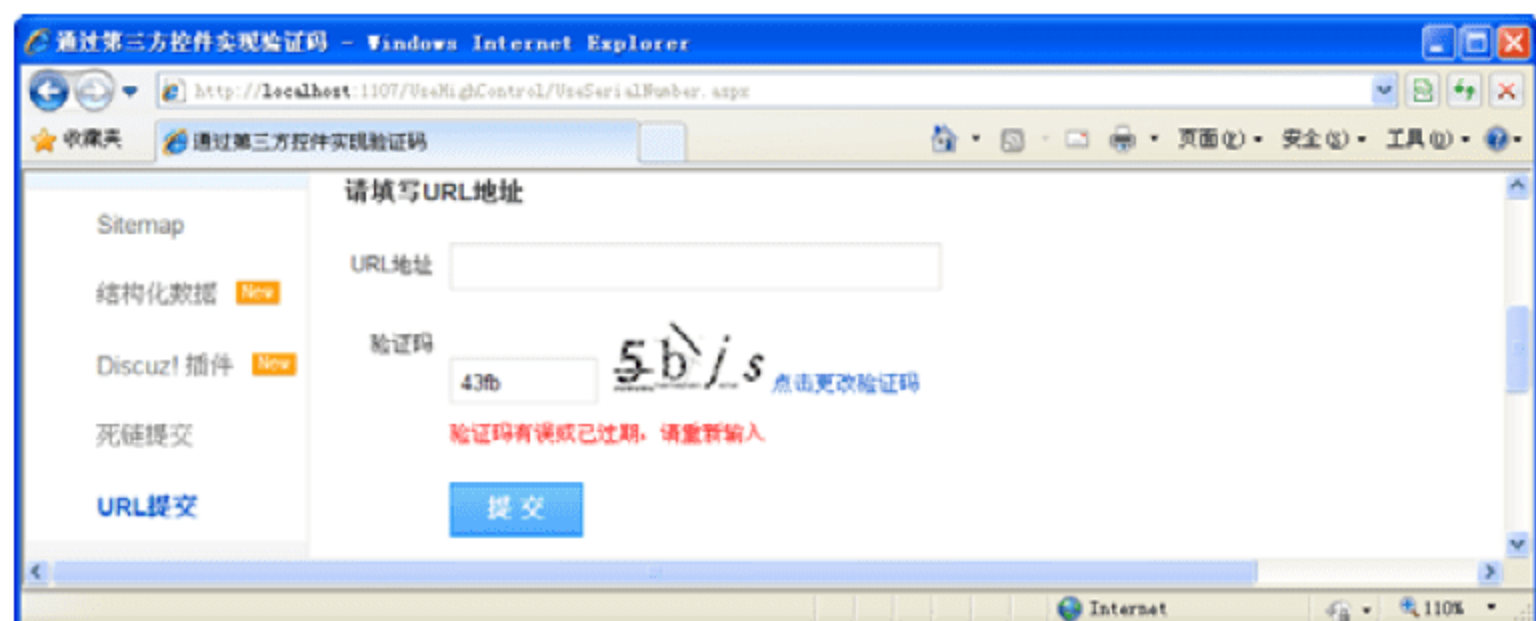 通过第三方控件实现验证码 - Windows Internet Explorer
http://localhost:1107/UseHighControl/UseSerialNumber.aspx
收藏夹 通过第三方控件实现验证码 页面(P) 安全(S) 工具(O)
请填写URL地址
Sitemap
URL地址
结构化数据 New
验证码
Discuz! 插件 New
43fb 5bjs 点击更改验证码
死链提交
验证码有误或已过期，请重新输入
URL提交
提 交
Internet 110%